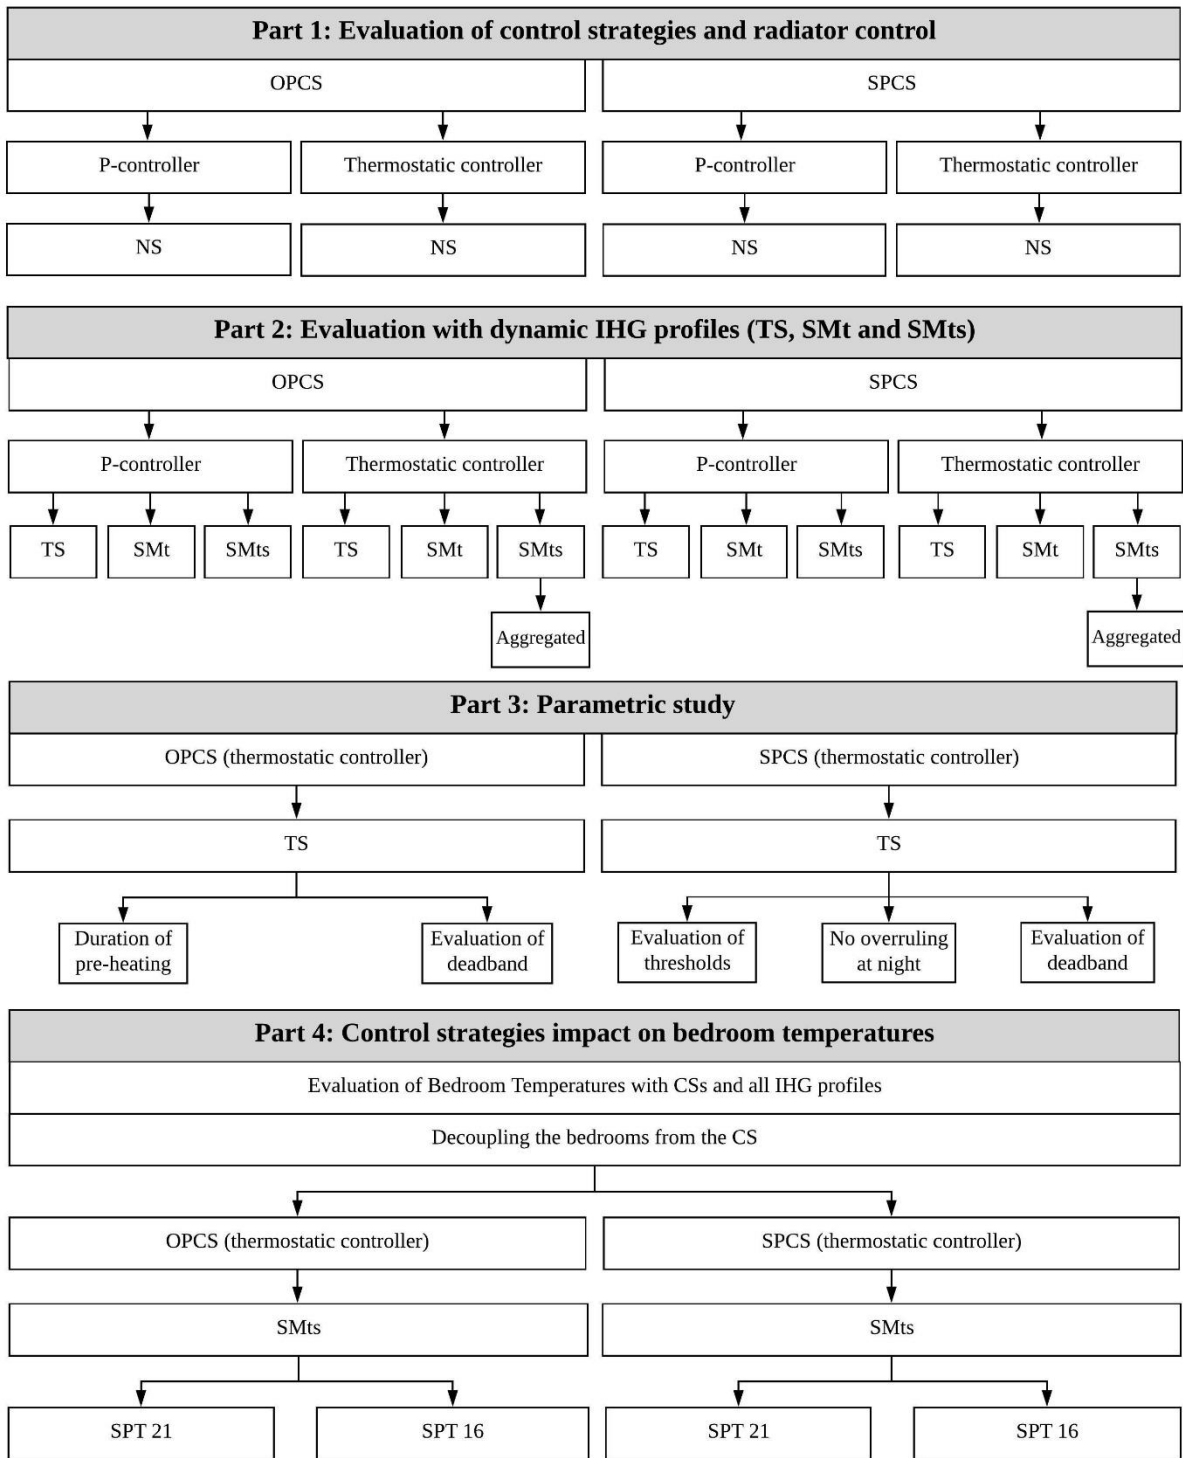 Part 1: Evaluation of control strategies and radiator control
OPCS
SPCS
P-controller
Thermostatic controller
P-controller
Thermostatic controller
NS
NS
NS
NS
Part 2: Evaluation with dynamic IHG profiles (TS, SMt and SMts)
OPCS
SPCS
P-controller
Thermostatic controller
P-controller
Thermostatic controller
TS
SMt
SMts
TS
SMt
SMts
TS
SMt
SMts
TS
SMt
SMts
Aggregated
Aggregated
Part 3: Parametric study
OPCS (thermostatic controller)
SPCS (thermostatic controller)
TS
TS
Duration of
pre-heating
Evaluation of
deadband
Evaluation of
thresholds
No overruling
at night
Evaluation of
deadband
Part 4: Control strategies impact on bedroom temperatures
Evaluation of Bedroom Temperatures with CSs and all IHG profiles
Decoupling the bedrooms from the CS
OPCS (thermostatic controller)
SPCS (thermostatic controller)
SMts
SMts
SPT 21
SPT 16
SPT 21
SPT 16